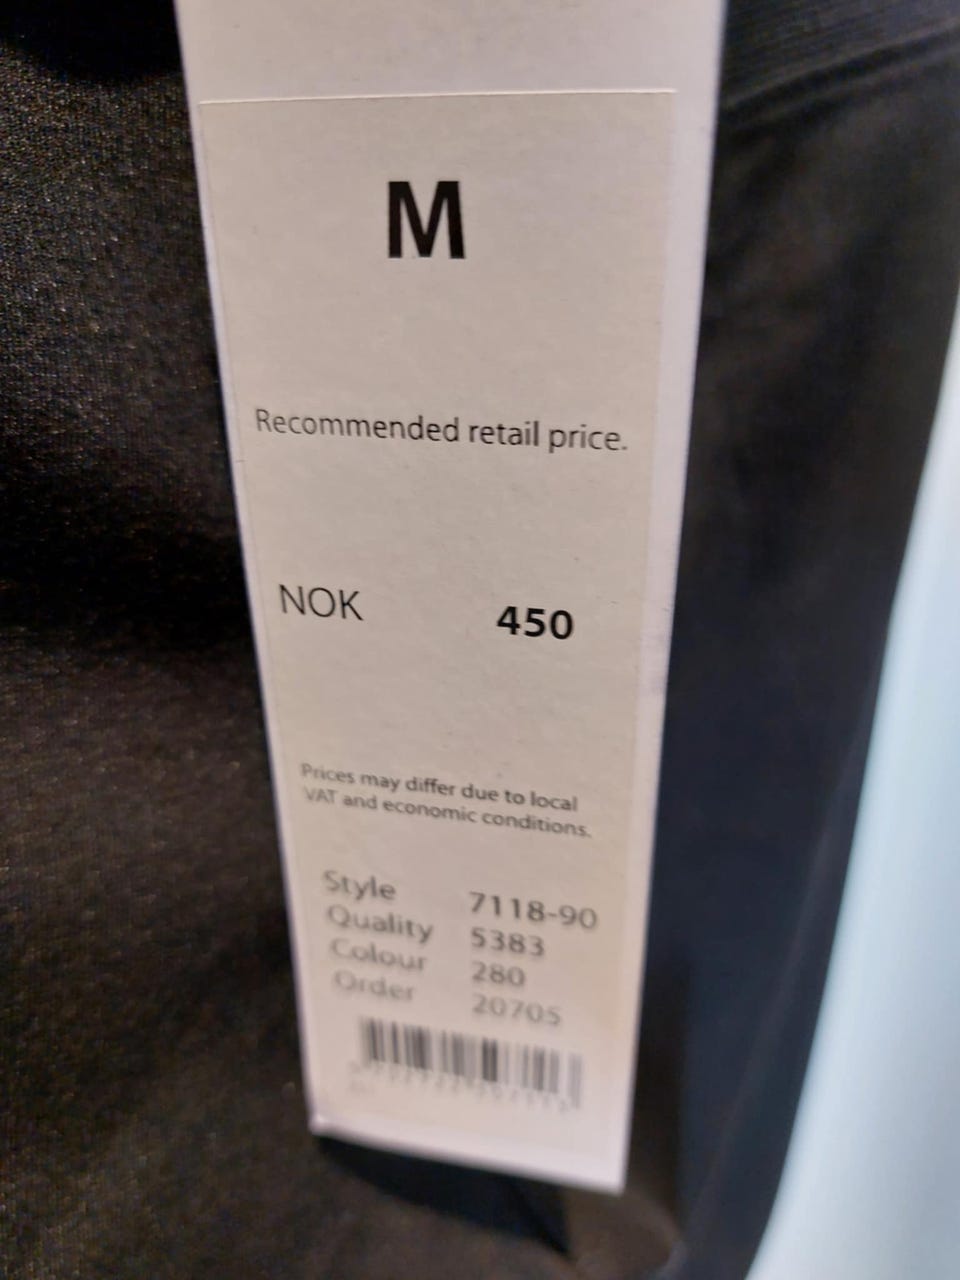 M
Recommended retail price.
NOK 450
Prices may differ due to local
VAT and economic conditions.
Style 7118-90
Quality 5383
Colour 280
Order 20705